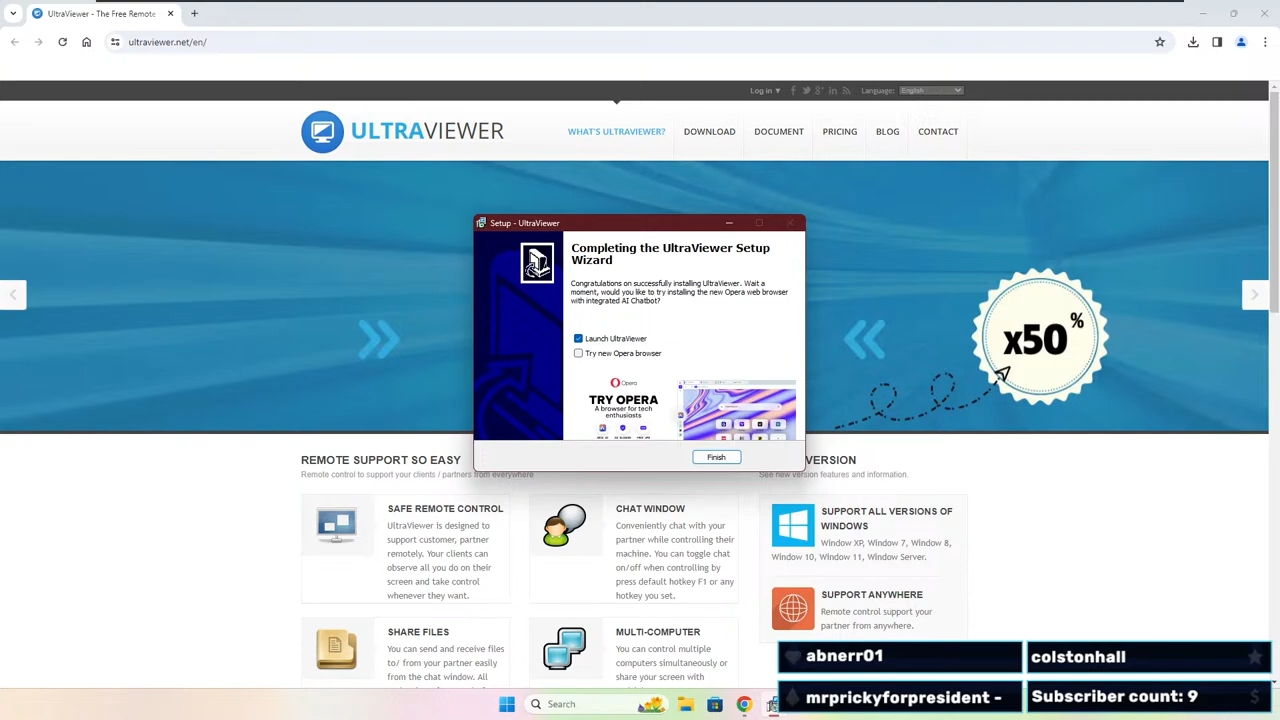 UltraViewer - The Free Remote
ultraviewer.net/en/
Log in ▾
Language:
English
ULTRAVIEWER
WHAT'S ULTRAVIEWER?
DOWNLOAD
DOCUMENT
PRICING
BLOG
CONTACT
x50%
Setup - UltraViewer
Completing the UltraViewer Setup
Wizard
Congratulations on successfully installing UltraViewer. Wait a
moment, would you like to try installing the new Opera web browser
with integrated AI Chatbot?
Launch UltraViewer
Try new Opera browser
Opera
TRY OPERA
A browser for tech
enthusiasts
Finish
REMOTE SUPPORT SO EASY
Remote control to support your clients / partners from everywhere
VERSION
See new version features and information.
SAFE REMOTE CONTROL
UltraViewer is designed to
support customer, partner
remotely. Your clients can
observe all you do on their
screen and take control
whenever they want.
CHAT WINDOW
Conveniently chat with your
partner while controlling their
machine. You can toggle chat
on/off when controlling by
press default hotkey F1 or any
hotkey you set.
SUPPORT ALL VERSIONS OF
WINDOWS
Window XP, Window 7, Window 8,
Window 10, Window 11, Window Server.
SUPPORT ANYWHERE
Remote control support your
partner from anywhere.
SHARE FILES
You can send and receive files
to/ from your partner easily
from the chat window. All
MULTI-COMPUTER
You can control multiple
computers simultaneously or
share your screen with
abnerr01
colstonhall
mrprickyforpresident -
Subscriber count: 9
Search